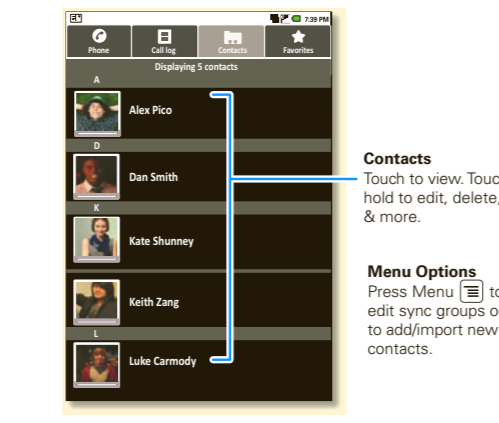 7:39 PM
Phone Call log Contacts Favorites
Displaying 5 contacts
A
Alex Pico
D
Dan Smith
K
Kate Shunney
Keith Zang
L
Luke Carmody
Contacts
Touch to view. Touc
hold to edit, delete,
& more.
Menu Options
Press Menu to
edit sync groups o
to add/import new
contacts.